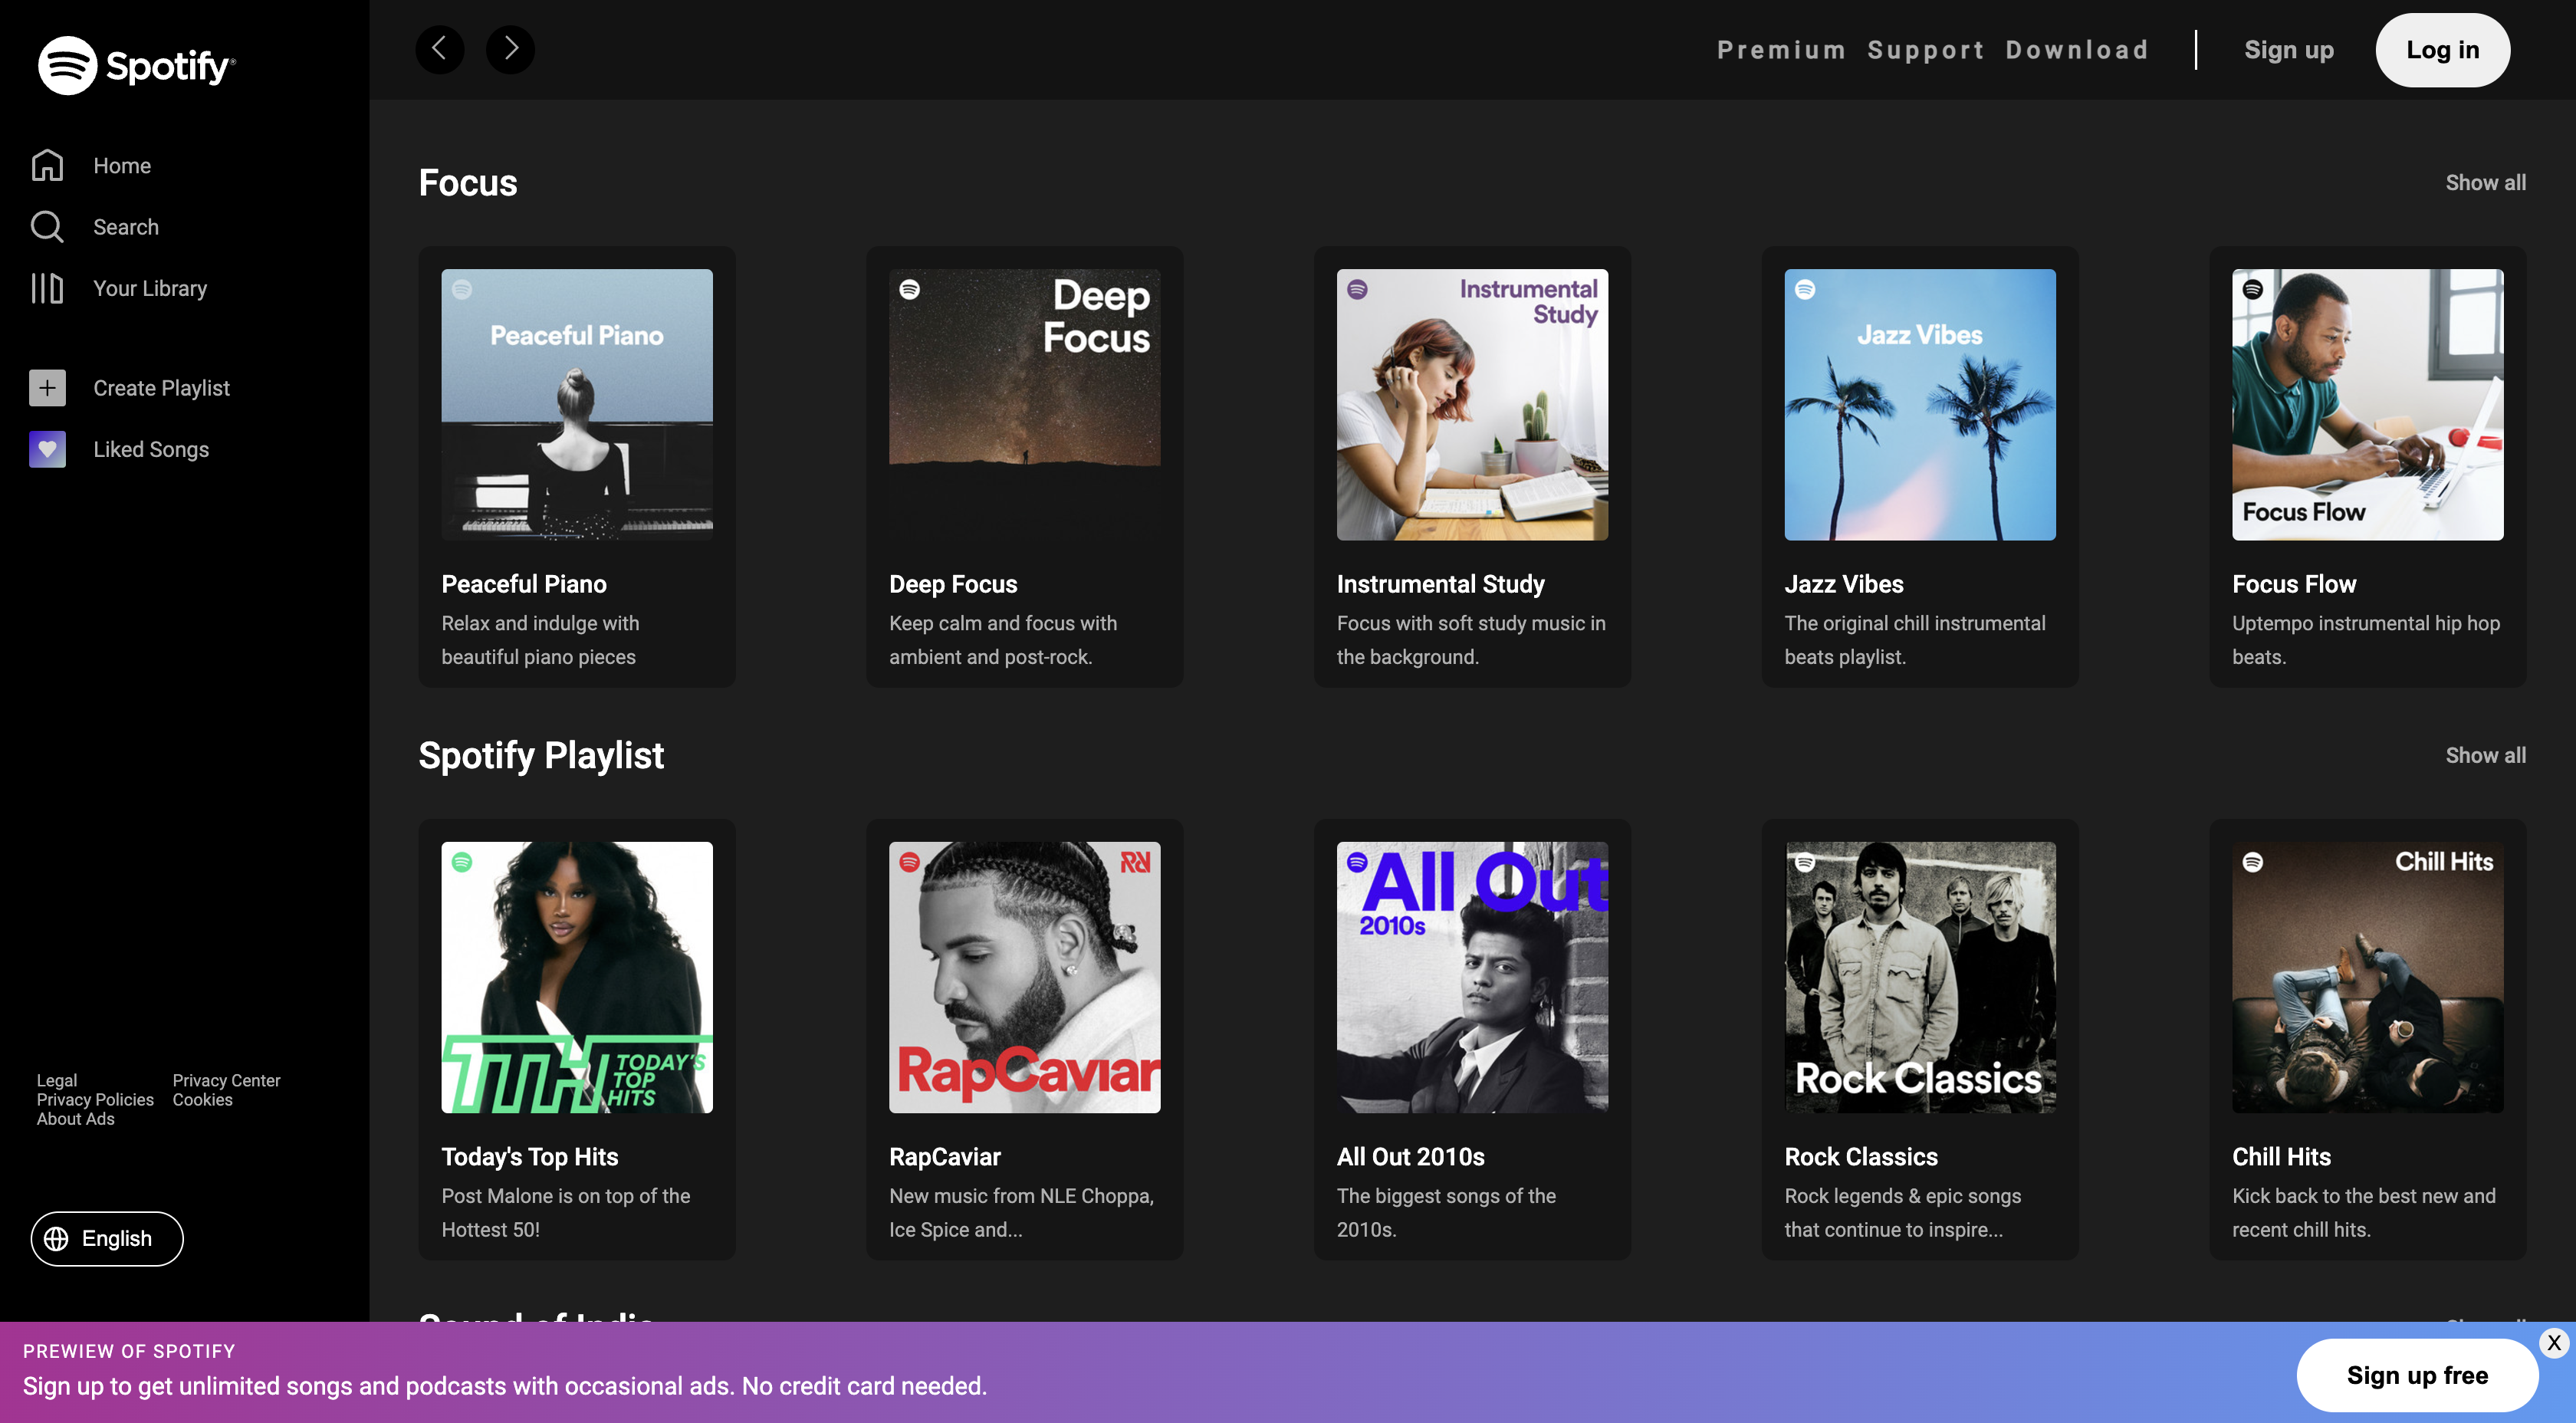 Spotify®
Home
Search
Your Library
Create Playlist
Liked Songs
Legal
Privacy Center
Privacy Policies
Cookies
About Ads
English
Premium Support Download
Sign up
Log in
Focus
Show all
Peaceful Piano
Deep
Focus
Instrumental
Study
Jazz Vibes
Focus Flow
Peaceful Piano
Relax and indulge with
beautiful piano pieces
Deep Focus
Keep calm and focus with
ambient and post-rock.
Instrumental Study
Focus with soft study music in
the background.
Jazz Vibes
The original chill instrumental
beats playlist.
Focus Flow
Uptempo instrumental hip hop
beats.
Spotify Playlist
Show all
TTH
TODAY'S
TOP
HITS
RapCaviar
All Out
2010s
Rock Classics
Chill Hits
Today's Top Hits
Post Malone is on top of the
Hottest 50!
RapCaviar
New music from NLE Choppa,
Ice Spice and...
All Out 2010s
The biggest songs of the
2010s.
Rock Classics
Rock legends & epic songs
that continue to inspire...
Chill Hits
Kick back to the best new and
recent chill hits.
PREWIEW OF SPOTIFY
Sign up to get unlimited songs and podcasts with occasional ads. No credit card needed.
Sign up free
X